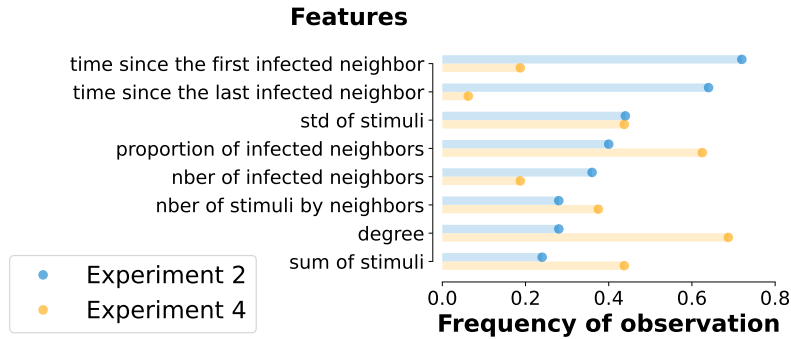 Features
time since the first infected neighbor
time since the last infected neighbor
std of stimuli
proportion of infected neighbors
nber of infected neighbors
nber of stimuli by neighbors
degree
sum of stimuli
Experiment 2
Experiment 4
0.0 0.2 0.4 0.6 0.8
Frequency of observation